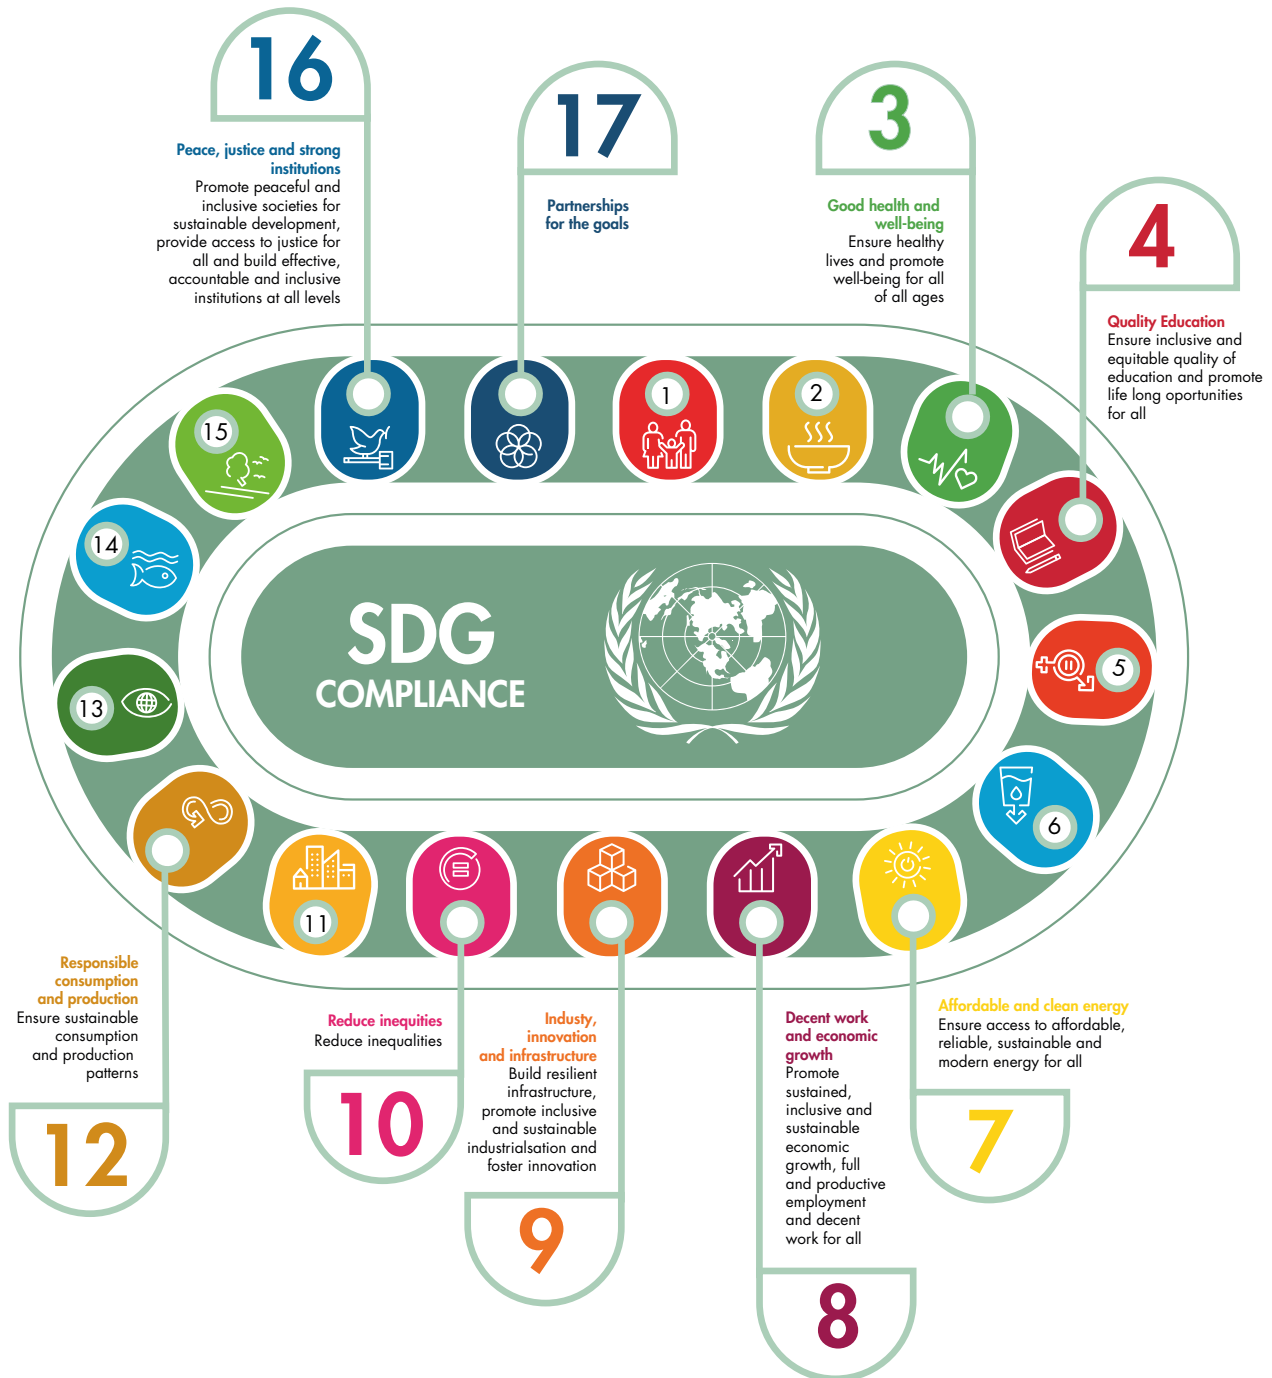 16
Peace, justice and strong
institutions
Promote peaceful and
inclusive societies for
sustainable development,
provide access to justice for
all and build effective,
accountable and inclusive
institutions at all levels
17
Partnerships
for the goals
3
Good health and
well-being
Ensure healthy
lives and promote
well-being for all
of all ages
4
Quality Education
Ensure inclusive and
equitable quality of
education and promote
life long oportunities
for all
15
1
2
14
13
SDG
COMPLIANCE
5
6
11
Responsible
consumption
and production
Ensure sustainable
consumption
and production
patterns
12
Reduce inequities
Reduce inequalities
10
Industy,
innovation
and infrastructure
Build resilient
infrastructure,
promote inclusive
and sustainable
industrialsation and
foster innovation
9
Decent work
and economic
growth
Promote
sustained,
inclusive and
sustainable
economic
growth, full
and productive
employment
and decent
work for all
8
Affordable and clean energy
Ensure access to affordable,
reliable, sustainable and
modern energy for all
7